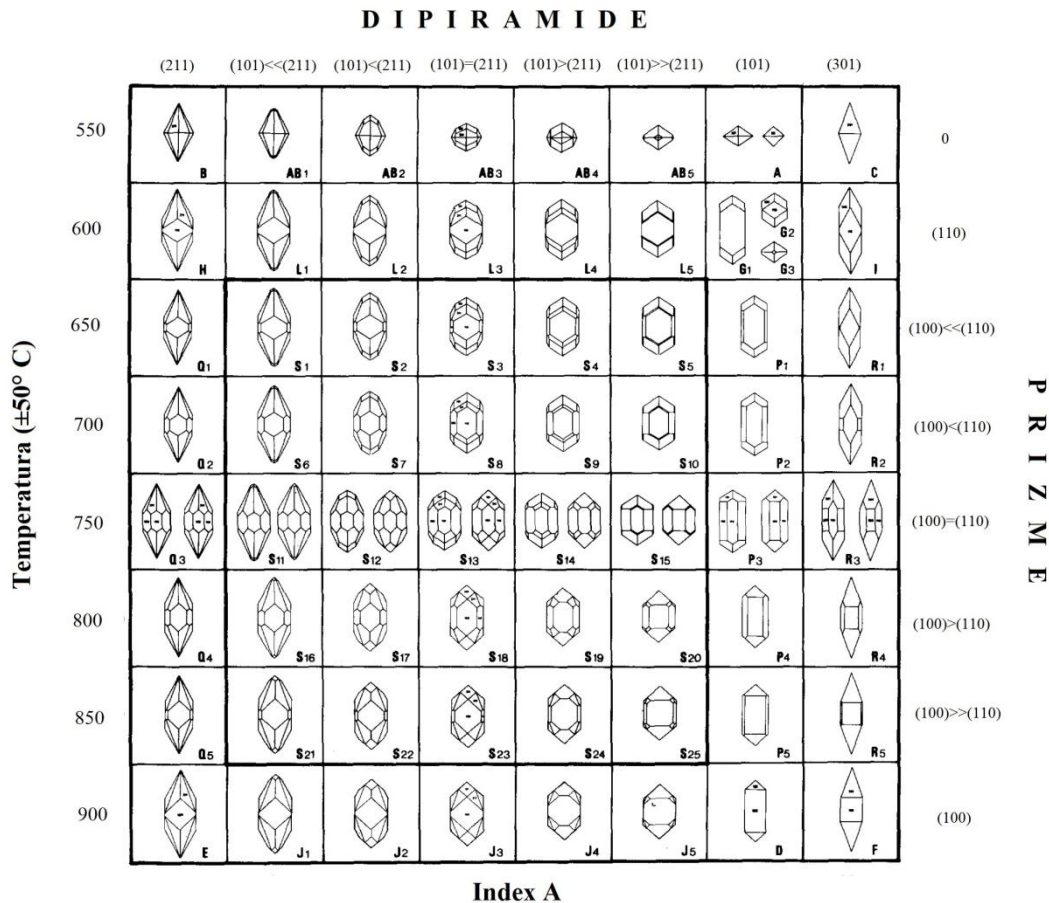 DIPIRAMIDE
(211) (101)<<(211) (101)<(211) (101)=(211) (101)>(211) (101)>>(211) (101) (301)
550 B AB1 AB2 AB3 AB4 AB5 A C 0
600 H L1 L2 L3 L4 L5 G1 G2 G3 I (110)
650 Q1 S1 S2 S3 S4 S5 P1 R1 (100)<<(110)
700 Q2 S6 S7 S8 S9 S10 P2 R2 (100)<(110)
750 Q3 S11 S12 S13 S14 S15 P3 R3 (100)=(110)
800 Q4 S16 S17 S18 S19 S20 P4 R4 (100)>(110)
850 Q5 S21 S22 S23 S24 S25 P5 R5 (100)>>(110)
900 E J1 J2 J3 J4 J5 D F (100)
Temperatura (±50° C)
PRIZME
Index A